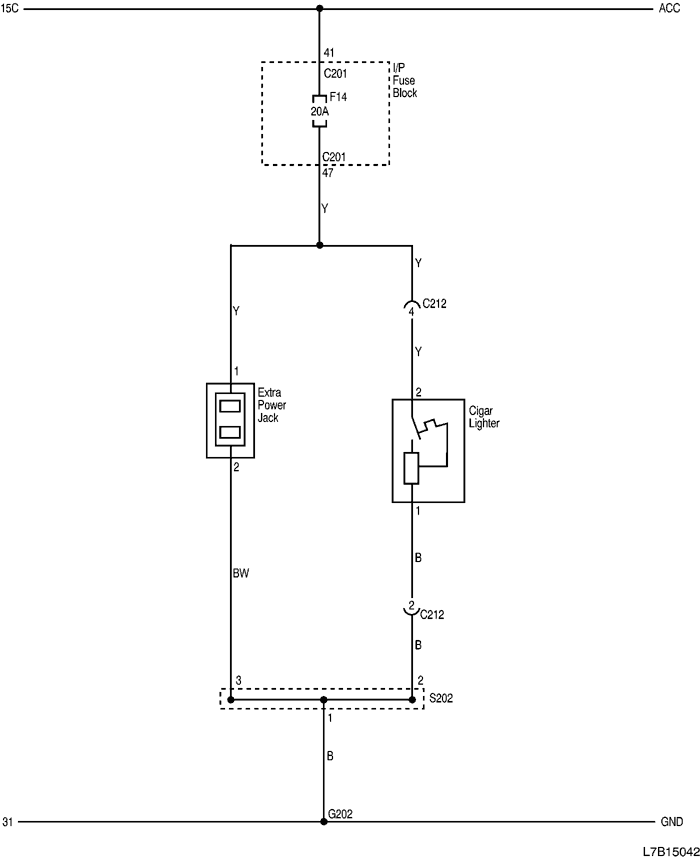 15C
ACC
41
C201
I/P
Fuse
Block
F14
20A
C201
47
Y
Y
Y
C212
4
Y
1
Extra
Power
Jack
2
2
Cigar
Lighter
1
B
BW
2
C212
B
3
2
S202
1
B
G202
31
GND
L7B15042